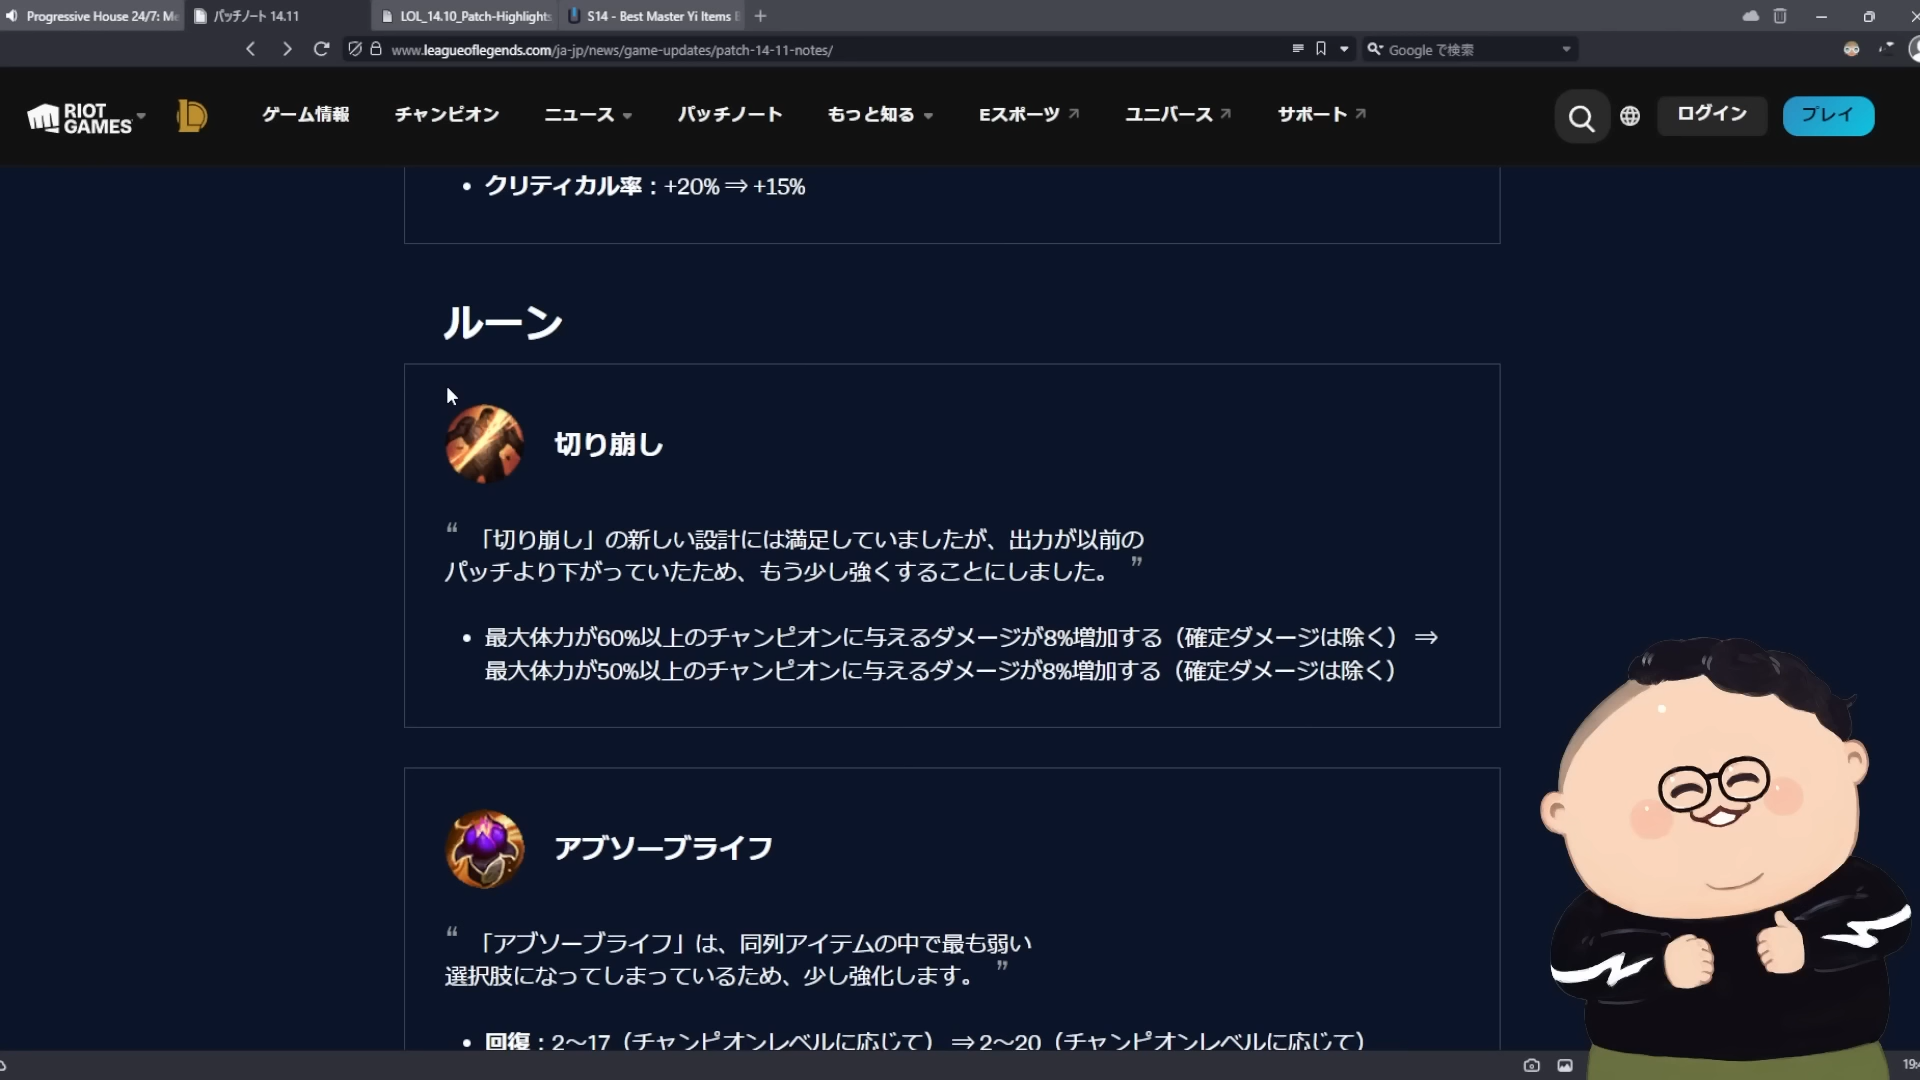 Progressive House 24/7: Me
パッチノート 14.11
LOL_14.10_Patch-Highlights
S14 - Best Master Yi Items
www.leagueoflegends.com/ja-jp/news/game-updates/patch-14-11-notes/
Google で検索
RIOT GAMES
ゲーム情報
チャンピオン
ニュース
パッチノート
もっと知る
Eスポーツ
ユニバース
サポート
ログイン
プレイ
• クリティカル率：+20% ⇒ +15%
ルーン
切り崩し
“ 「切り崩し」の新しい設計には満足していましたが、出力が以前の
パッチより下がっていたため、もう少し強くすることにしました。 ”
• 最大体力が60%以上のチャンピオンに与えるダメージが8%増加する（確定ダメージは除く） ⇒
最大体力が50%以上のチャンピオンに与えるダメージが8%増加する（確定ダメージは除く）
アブソーブライフ
“ 「アブソーブライフ」は、同列アイテムの中で最も弱い
選択肢になってしまっているため、少し強化します。 ”
• 回復：2～17（チャンピオンレベルに応じて） ⇒ 2～20（チャンピオンレベルに応じて）